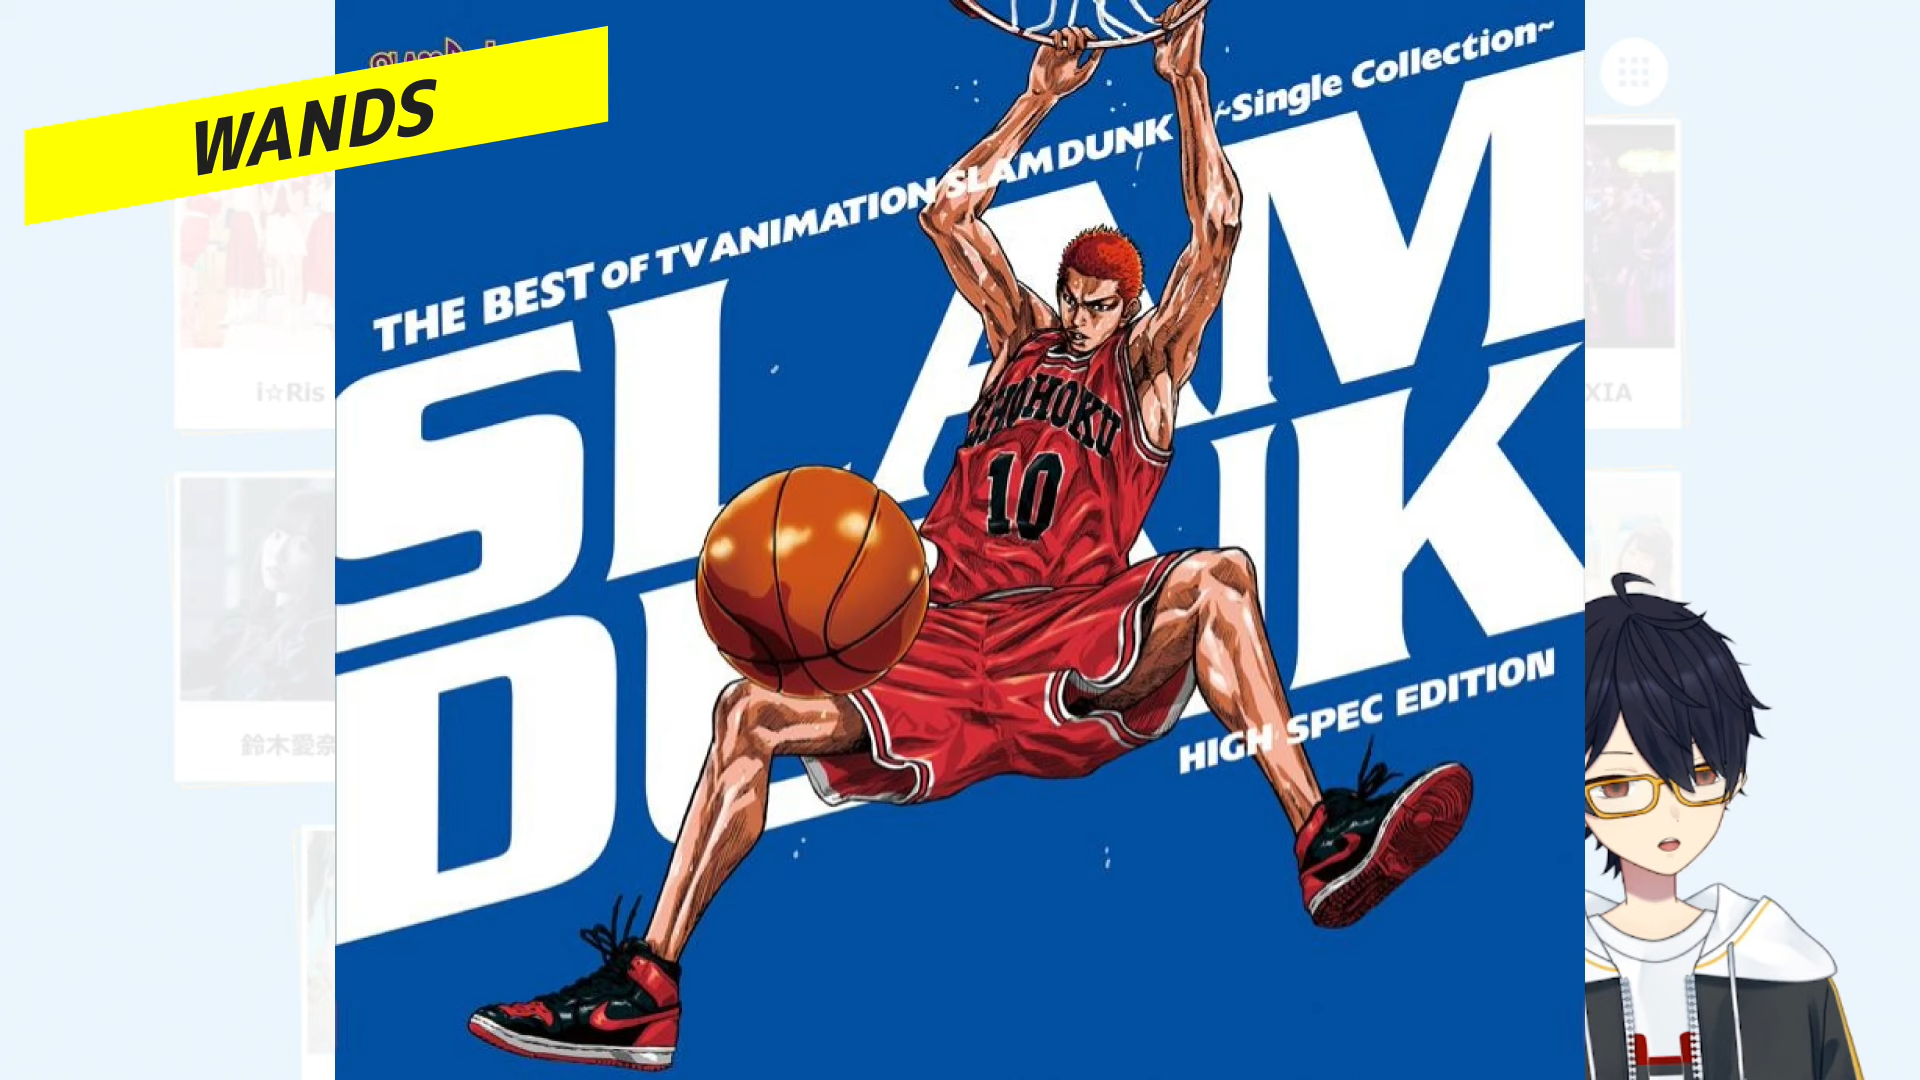 WANDS
THE BEST OF TV ANIMATION SLAM DUNK ~Single Collection~
SLAM
DUNK
SHOHOKU
10
HIGH SPEC EDITION
i☆Ris
XIA
鈴木愛奈